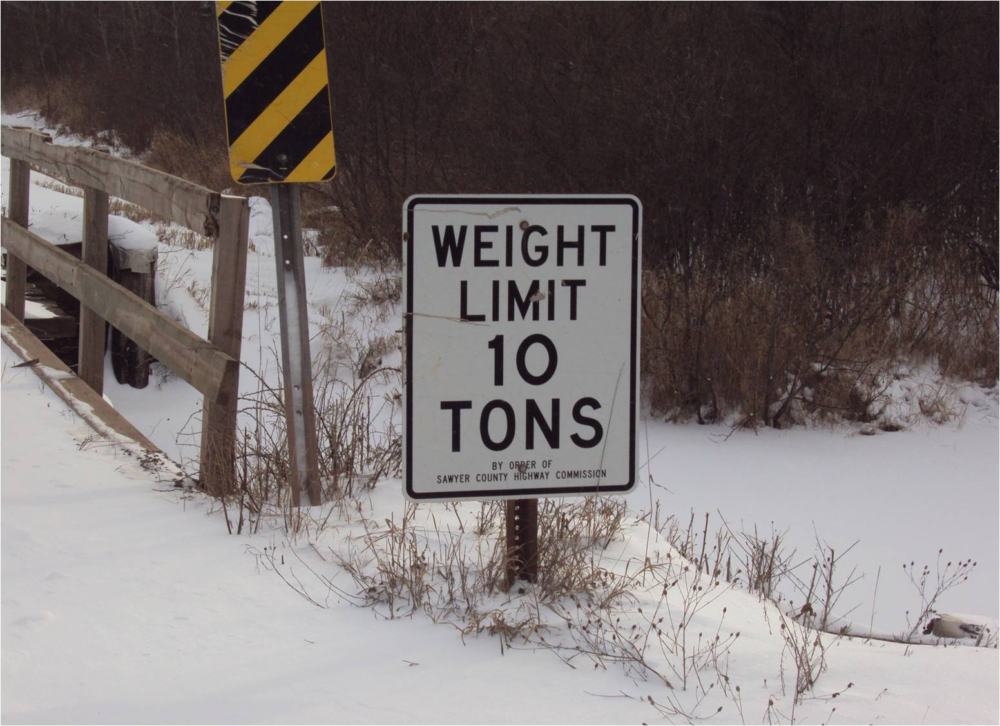 WEIGHT
LIMIT
10
TONS
BY ORDER OF
SAWYER COUNTY HIGHWAY COMMISSION